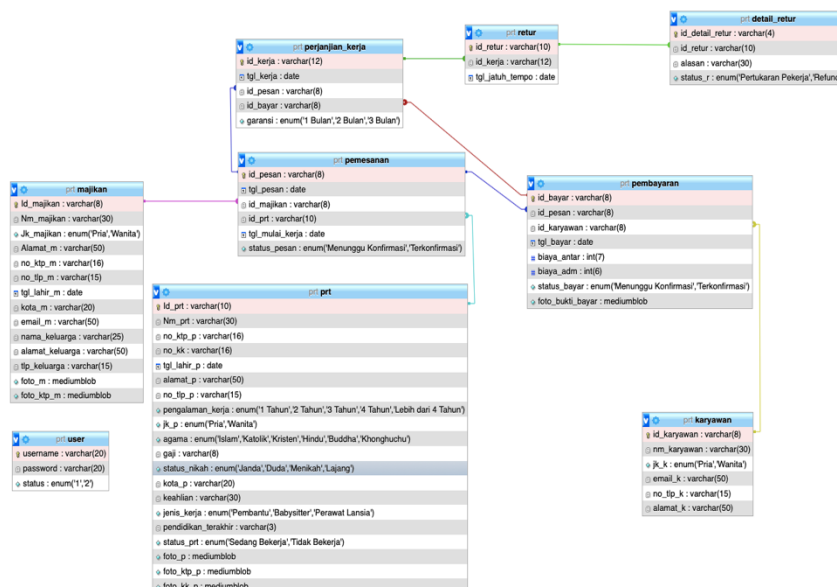 prt perjanjian_kerja
id_kerja : varchar(12)
tgl_kerja : date
id_pesan : varchar(8)
id_bayar : varchar(8)
garansi : enum('1 Bulan','2 Bulan','3 Bulan')
prt retur
id_retur : varchar(10)
id_kerja : varchar(12)
tgl_jatuh_tempo : date
prt detail_retur
id_detail_retur : varchar(4)
id_retur : varchar(10)
alasan : varchar(30)
status_r : enum('Pertukaran Pekerja','Refund
prt majikan
Id_majikan : varchar(8)
Nm_majikan : varchar(30)
Jk_majikan : enum('Pria','Wanita')
Alamat_m : varchar(50)
no_ktp_m : varchar(16)
no_tlp_m : varchar(15)
tgl_lahir_m : date
kota_m : varchar(20)
email_m : varchar(50)
nama_keluarga : varchar(25)
alamat_keluarga : varchar(50)
tlp_keluarga : varchar(15)
foto_m : mediumblob
foto_ktp_m : mediumblob
prt pemesanan
id_pesan : varchar(8)
tgl_pesan : date
id_majikan : varchar(8)
id_prt : varchar(10)
tgl_mulai_kerja : date
status_pesan : enum('Menunggu Konfirmasi','Terkonfirmasi')
prt pembayaran
id_bayar : varchar(8)
id_pesan : varchar(8)
id_karyawan : varchar(8)
tgl_bayar : date
biaya_antar : int(7)
biaya_adm : int(6)
status_bayar : enum('Menunggu Konfirmasi','Terkonfirmasi')
foto_bukti_bayar : mediumblob
prt prt
Id_prt : varchar(10)
Nm_prt : varchar(30)
no_ktp_p : varchar(16)
no_kk : varchar(16)
tgl_lahir_p : date
alamat_p : varchar(50)
no_tlp_p : varchar(15)
pengalaman_kerja : enum('1 Tahun','2 Tahun','3 Tahun','4 Tahun','Lebih dari 4 Tahun'
jk_p : enum('Pria','Wanita')
agama : enum('Islam','Katolik','Kristen','Hindu','Buddha','Khonghuchu')
gaji : varchar(8)
status_nikah : enum('Janda','Duda','Menikah','Lajang')
kota_p : varchar(20)
keahlian : varchar(30)
jenis_kerja : enum('Pembantu','Babysitter','Perawat Lansia')
pendidikan_terakhir : varchar(3)
status_prt : enum('Sedang Bekerja','Tidak Bekerja')
foto_p : mediumblob
foto_ktp_p : mediumblob
foto_kk_p : mediumblob
prt user
username : varchar(20)
password : varchar(20)
status : enum('1','2')
prt karyawan
id_karyawan : varchar(8)
nm_karyawan : varchar(30)
jk_k : enum('Pria','Wanita')
email_k : varchar(50)
no_tlp_k : varchar(15)
alamat_k : varchar(50)